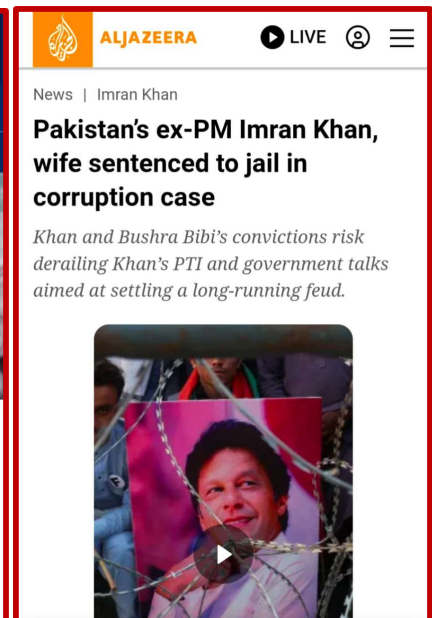 ALJAZEERA
LIVE
News | Imran Khan
Pakistan's ex-PM Imran Khan,
wife sentenced to jail in
corruption case
Khan and Bushra Bibi's convictions risk
derailing Khan's PTI and government talks
aimed at settling a long-running feud.